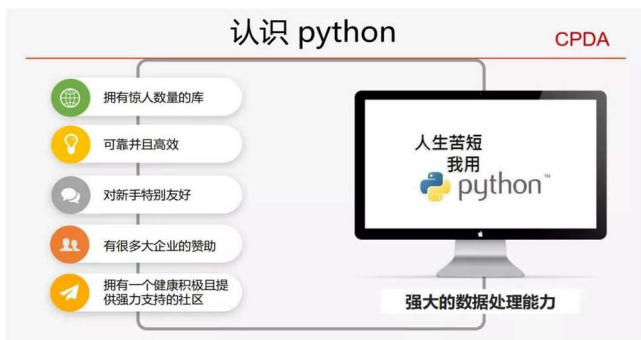 认识 python
CPDA
拥有惊人数量的库
可靠并且高效
对新手特别友好
有很多大企业的赞助
拥有一个健康积极且提
供强力支持的社区
人生苦短
我用
python™
强大的数据处理能力